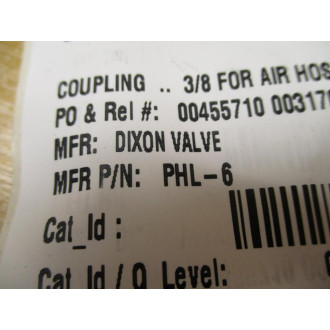 COUPLING .. 3/8 FOR AIR HOS
PO & Rel #: 00455710 00317
MFR: DIXON VALVE
MFR P/N: PHL-6
Cat_Id :
Cat_Id / Q Level: